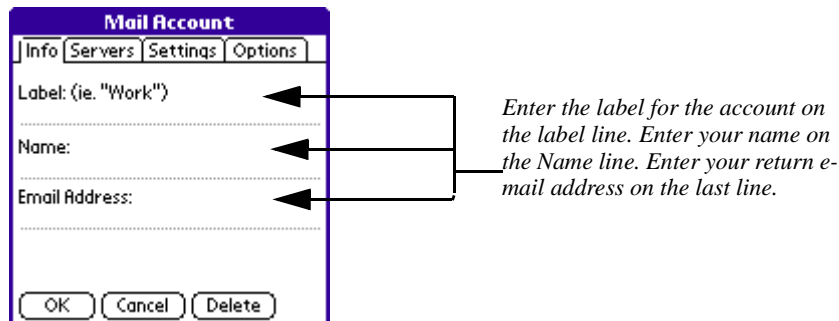 Mail Account
Info Servers Settings Options
Label: (ie. "Work")
Name:
Email Address:
OK Cancel Delete
Enter the label for the account on
the label line. Enter your name on
the Name line. Enter your return e-
mail address on the last line.